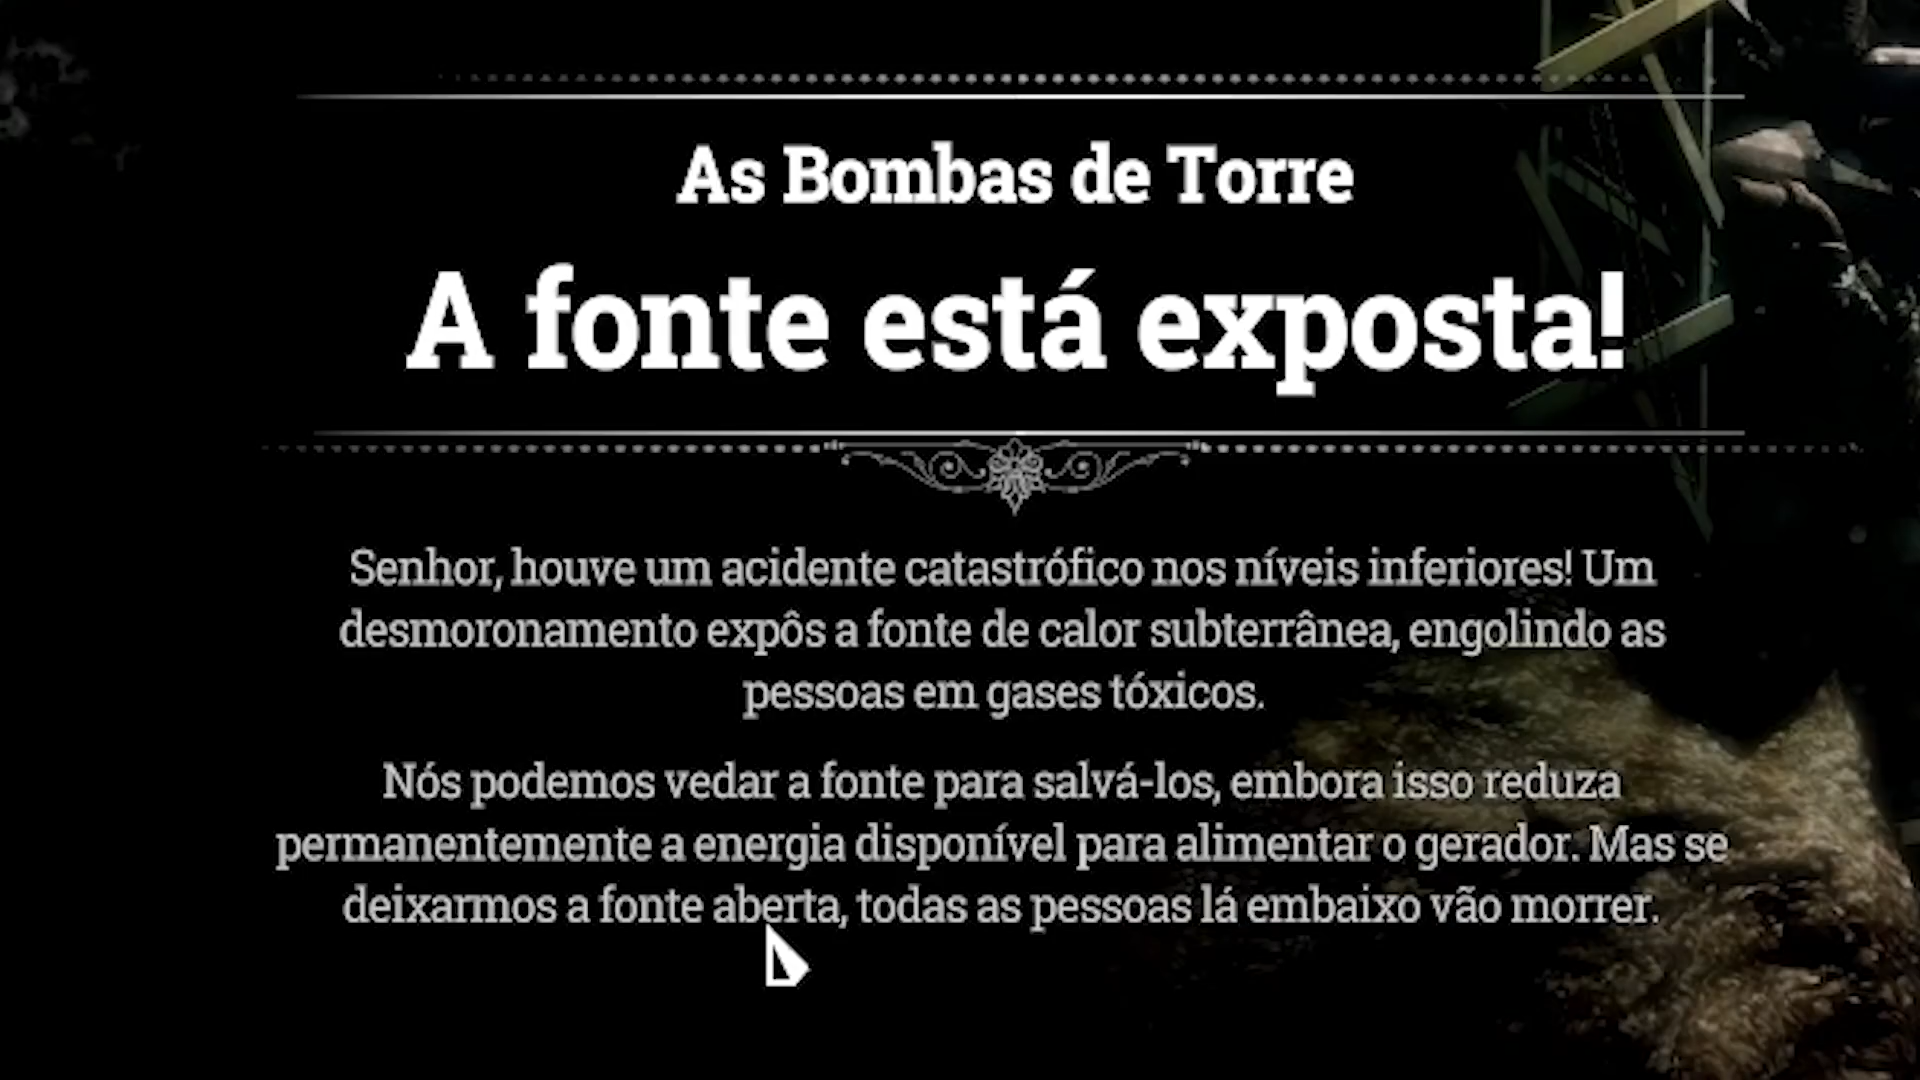 As Bombas de Torre
A fonte está exposta!
Senhor, houve um acidente catastrófico nos níveis inferiores! Um
desmoronamento expôs a fonte de calor subterrânea, engolindo as
pessoas em gases tóxicos.
Nós podemos vedar a fonte para salvá-los, embora isso reduza
permanentemente a energia disponível para alimentar o gerador. Mas se
deixarmos a fonte aberta, todas as pessoas lá embaixo vão morrer.